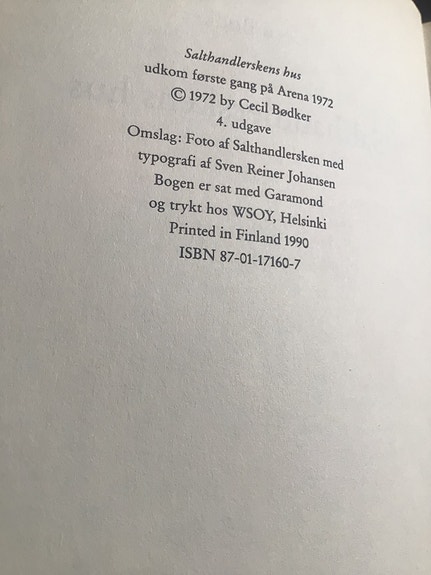 Salthandlerskens hus
udkom første gang på Arena 1972
© 1972 by Cecil Bødker
4. udgave
Omslag: Foto af Salthandlersken med
typografi af Sven Reiner Johansen
Bogen er sat med Garamond
og trykt hos WSOY, Helsinki
Printed in Finland 1990
ISBN 87-01-17160-7